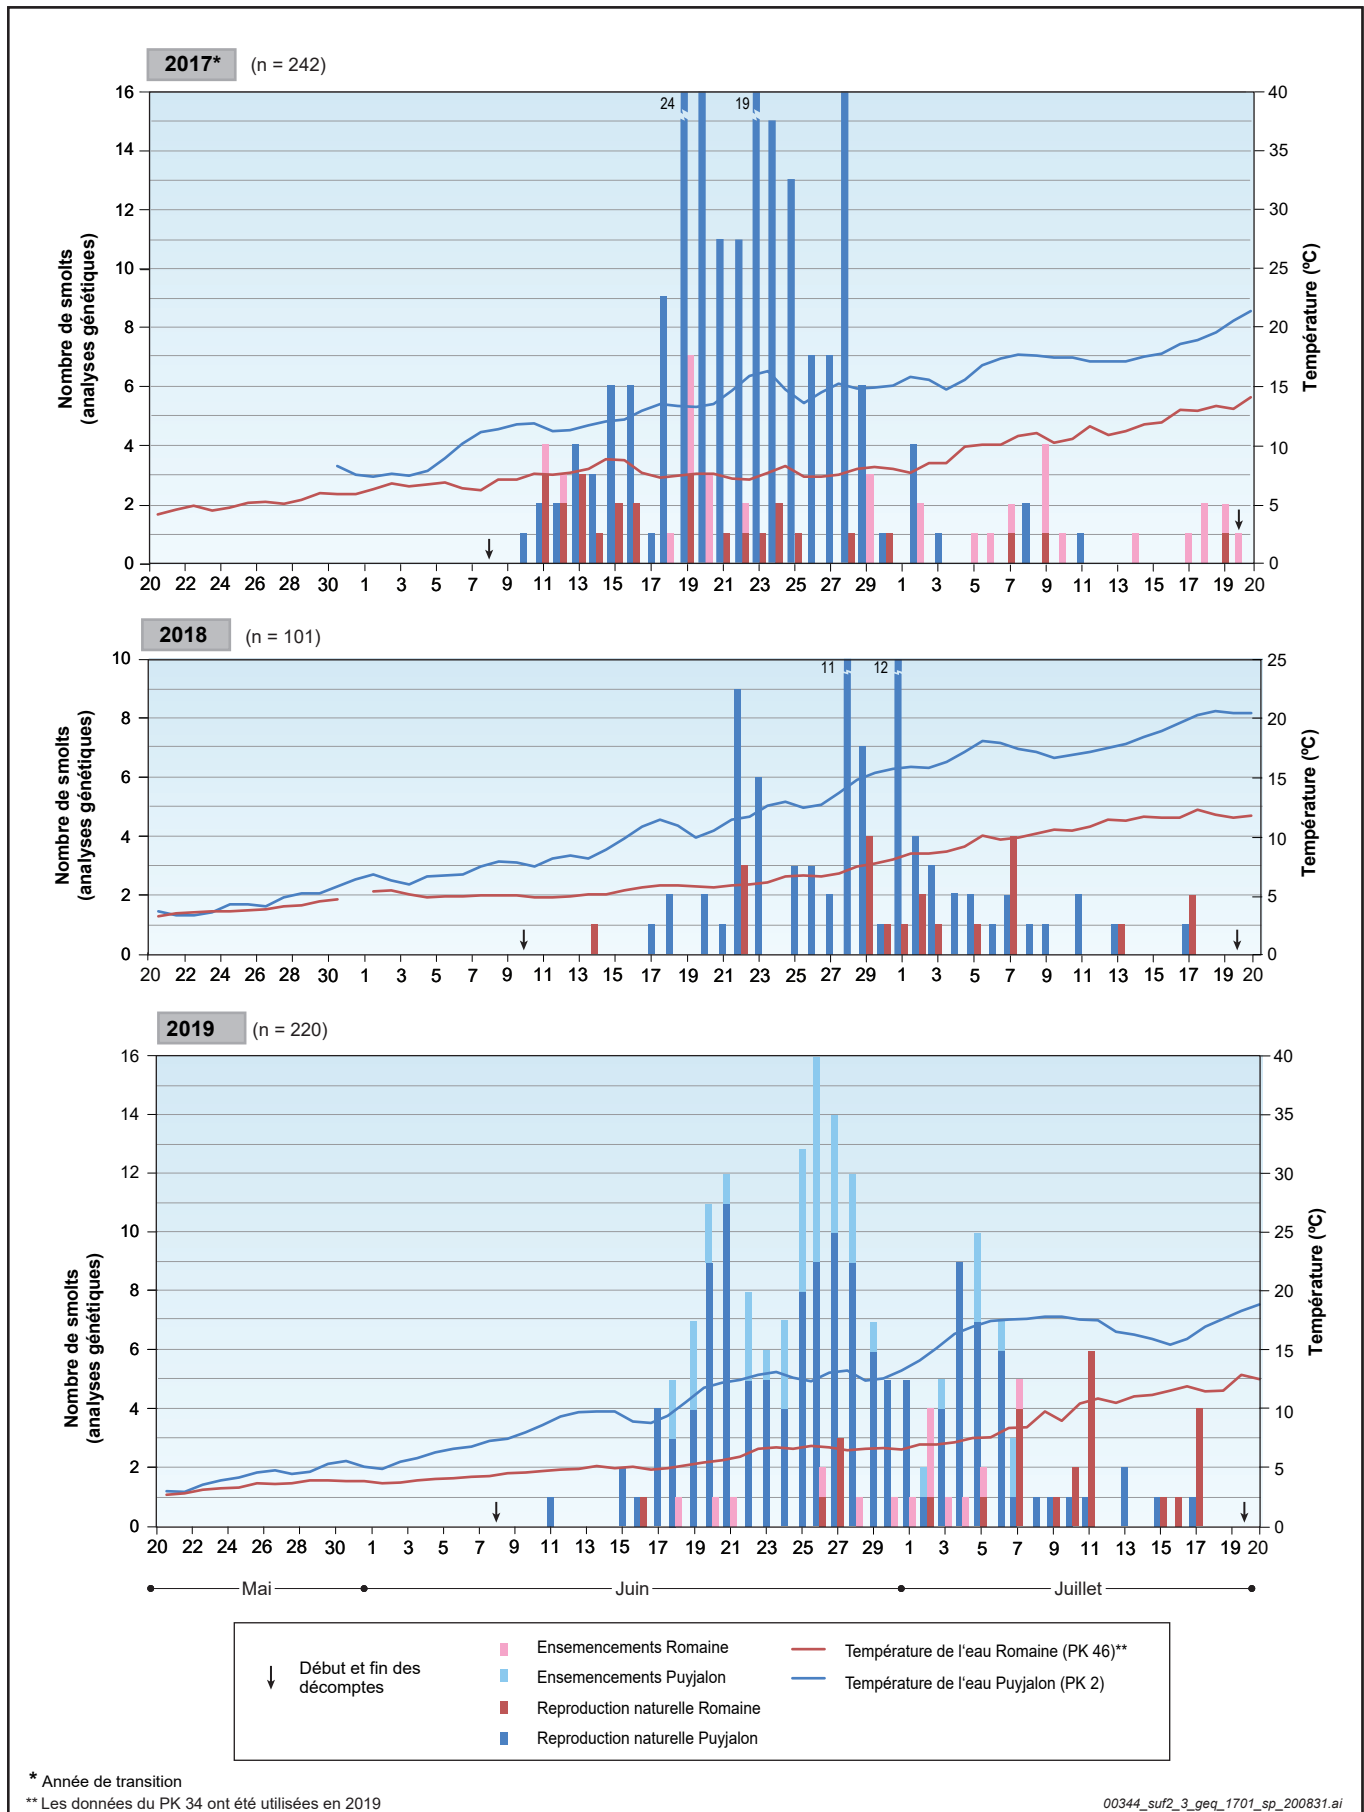 2017* (n = 242)
16
14
12
10
8
6
4
2
0
Nombre de smolts
(analyses génétiques)
24
19
40
35
30
25
20
15
10
5
0
Température (ºC)
20 22 24 26 28 30 1 3 5 7 9 11 13 15 17 19 21 23 25 27 29 1 3 5 7 9 11 13 15 17 19 20
2018 (n = 101)
10
8
6
4
2
0
Nombre de smolts
(analyses génétiques)
11
12
25
20
15
10
5
0
Température (ºC)
20 22 24 26 28 30 1 3 5 7 9 11 13 15 17 19 21 23 25 27 29 1 3 5 7 9 11 13 15 17 19 20
2019 (n = 220)
16
14
12
10
8
6
4
2
0
Nombre de smolts
(analyses génétiques)
40
35
30
25
20
15
10
5
0
Température (ºC)
20 22 24 26 28 30 1 3 5 7 9 11 13 15 17 19 21 23 25 27 29 1 3 5 7 9 11 13 15 17 19 20
Mai Juin Juillet
Début et fin des
décomptes
Ensemencements Romaine
Ensemencements Puyjalon
Reproduction naturelle Romaine
Reproduction naturelle Puyjalon
Température de l'eau Romaine (PK 46)**
Température de l'eau Puyjalon (PK 2)
* Année de transition
** Les données du PK 34 ont été utilisées en 2019
00344_suf2_3_geq_1701_sp_200831.ai